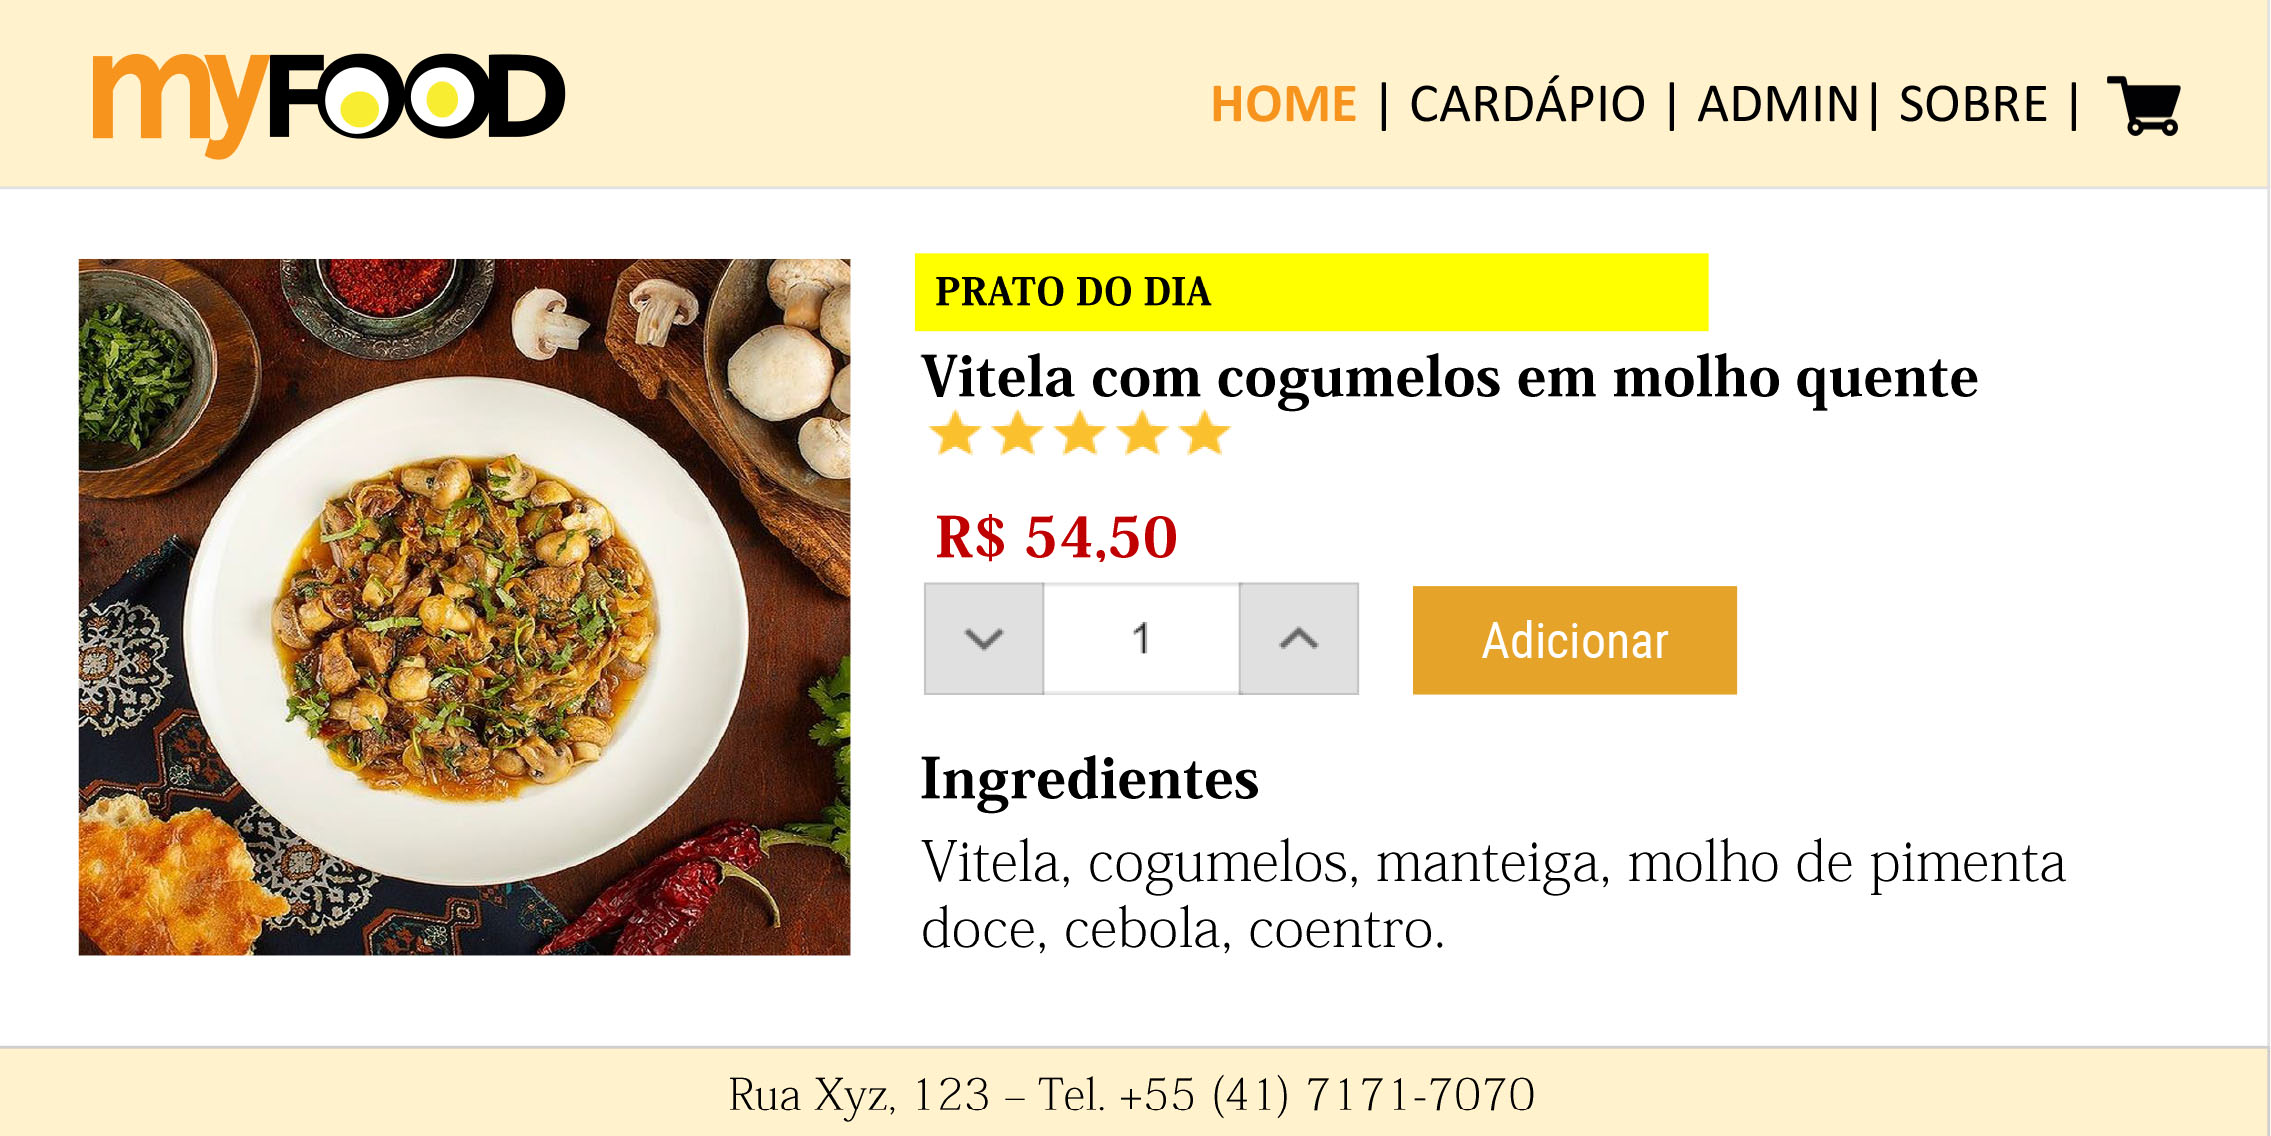 myFOOD
HOME | CARDÁPIO | ADMIN| SOBRE |
PRATO DO DIA
Vitela com cogumelos em molho quente
R$ 54,50
1
Adicionar
Ingredientes
Vitela, cogumelos, manteiga, molho de pimenta
doce, cebola, coentro.
Rua Xyz, 123 – Tel. +55 (41) 7171-7070